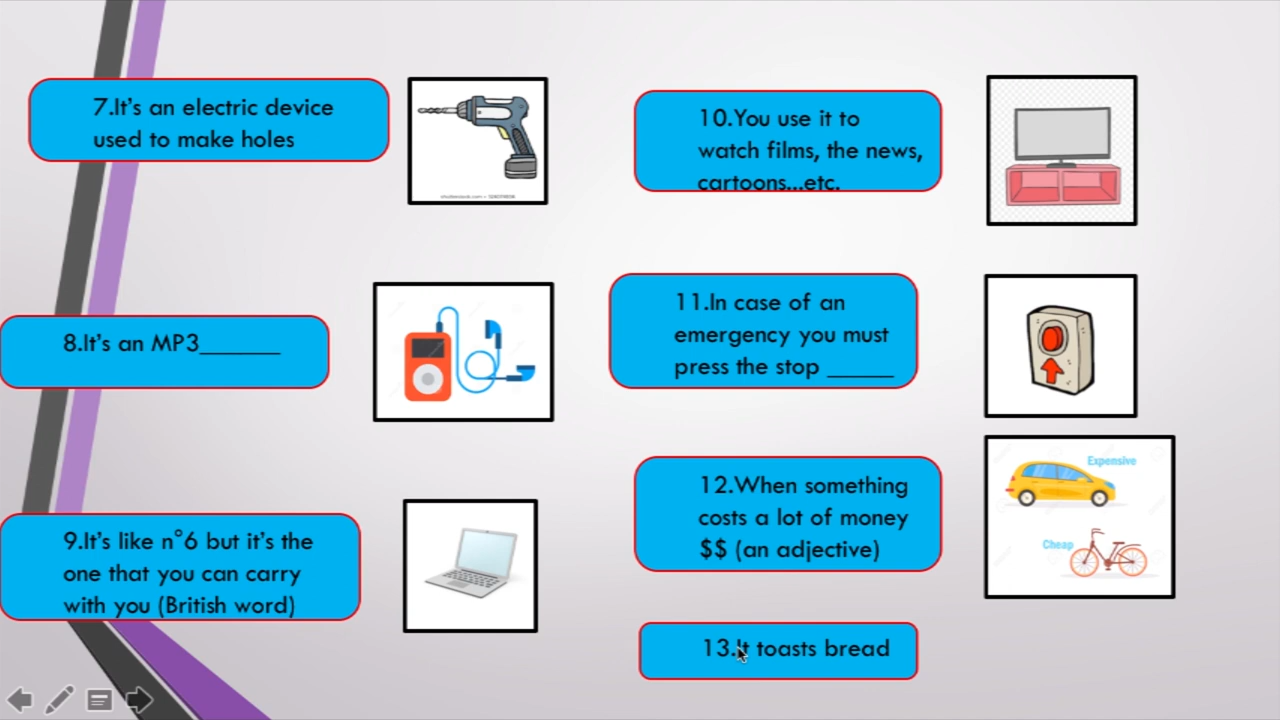 7.It's an electric device
used to make holes
8.It's an MP3______
9.It's like n°6 but it's the
one that you can carry
with you (British word)
10.You use it to
watch films, the news,
cartoons...etc.
11.In case of an
emergency you must
press the stop _____
Expensive
Cheap
12.When something
costs a lot of money
$$ (an adjective)
13.It toasts bread